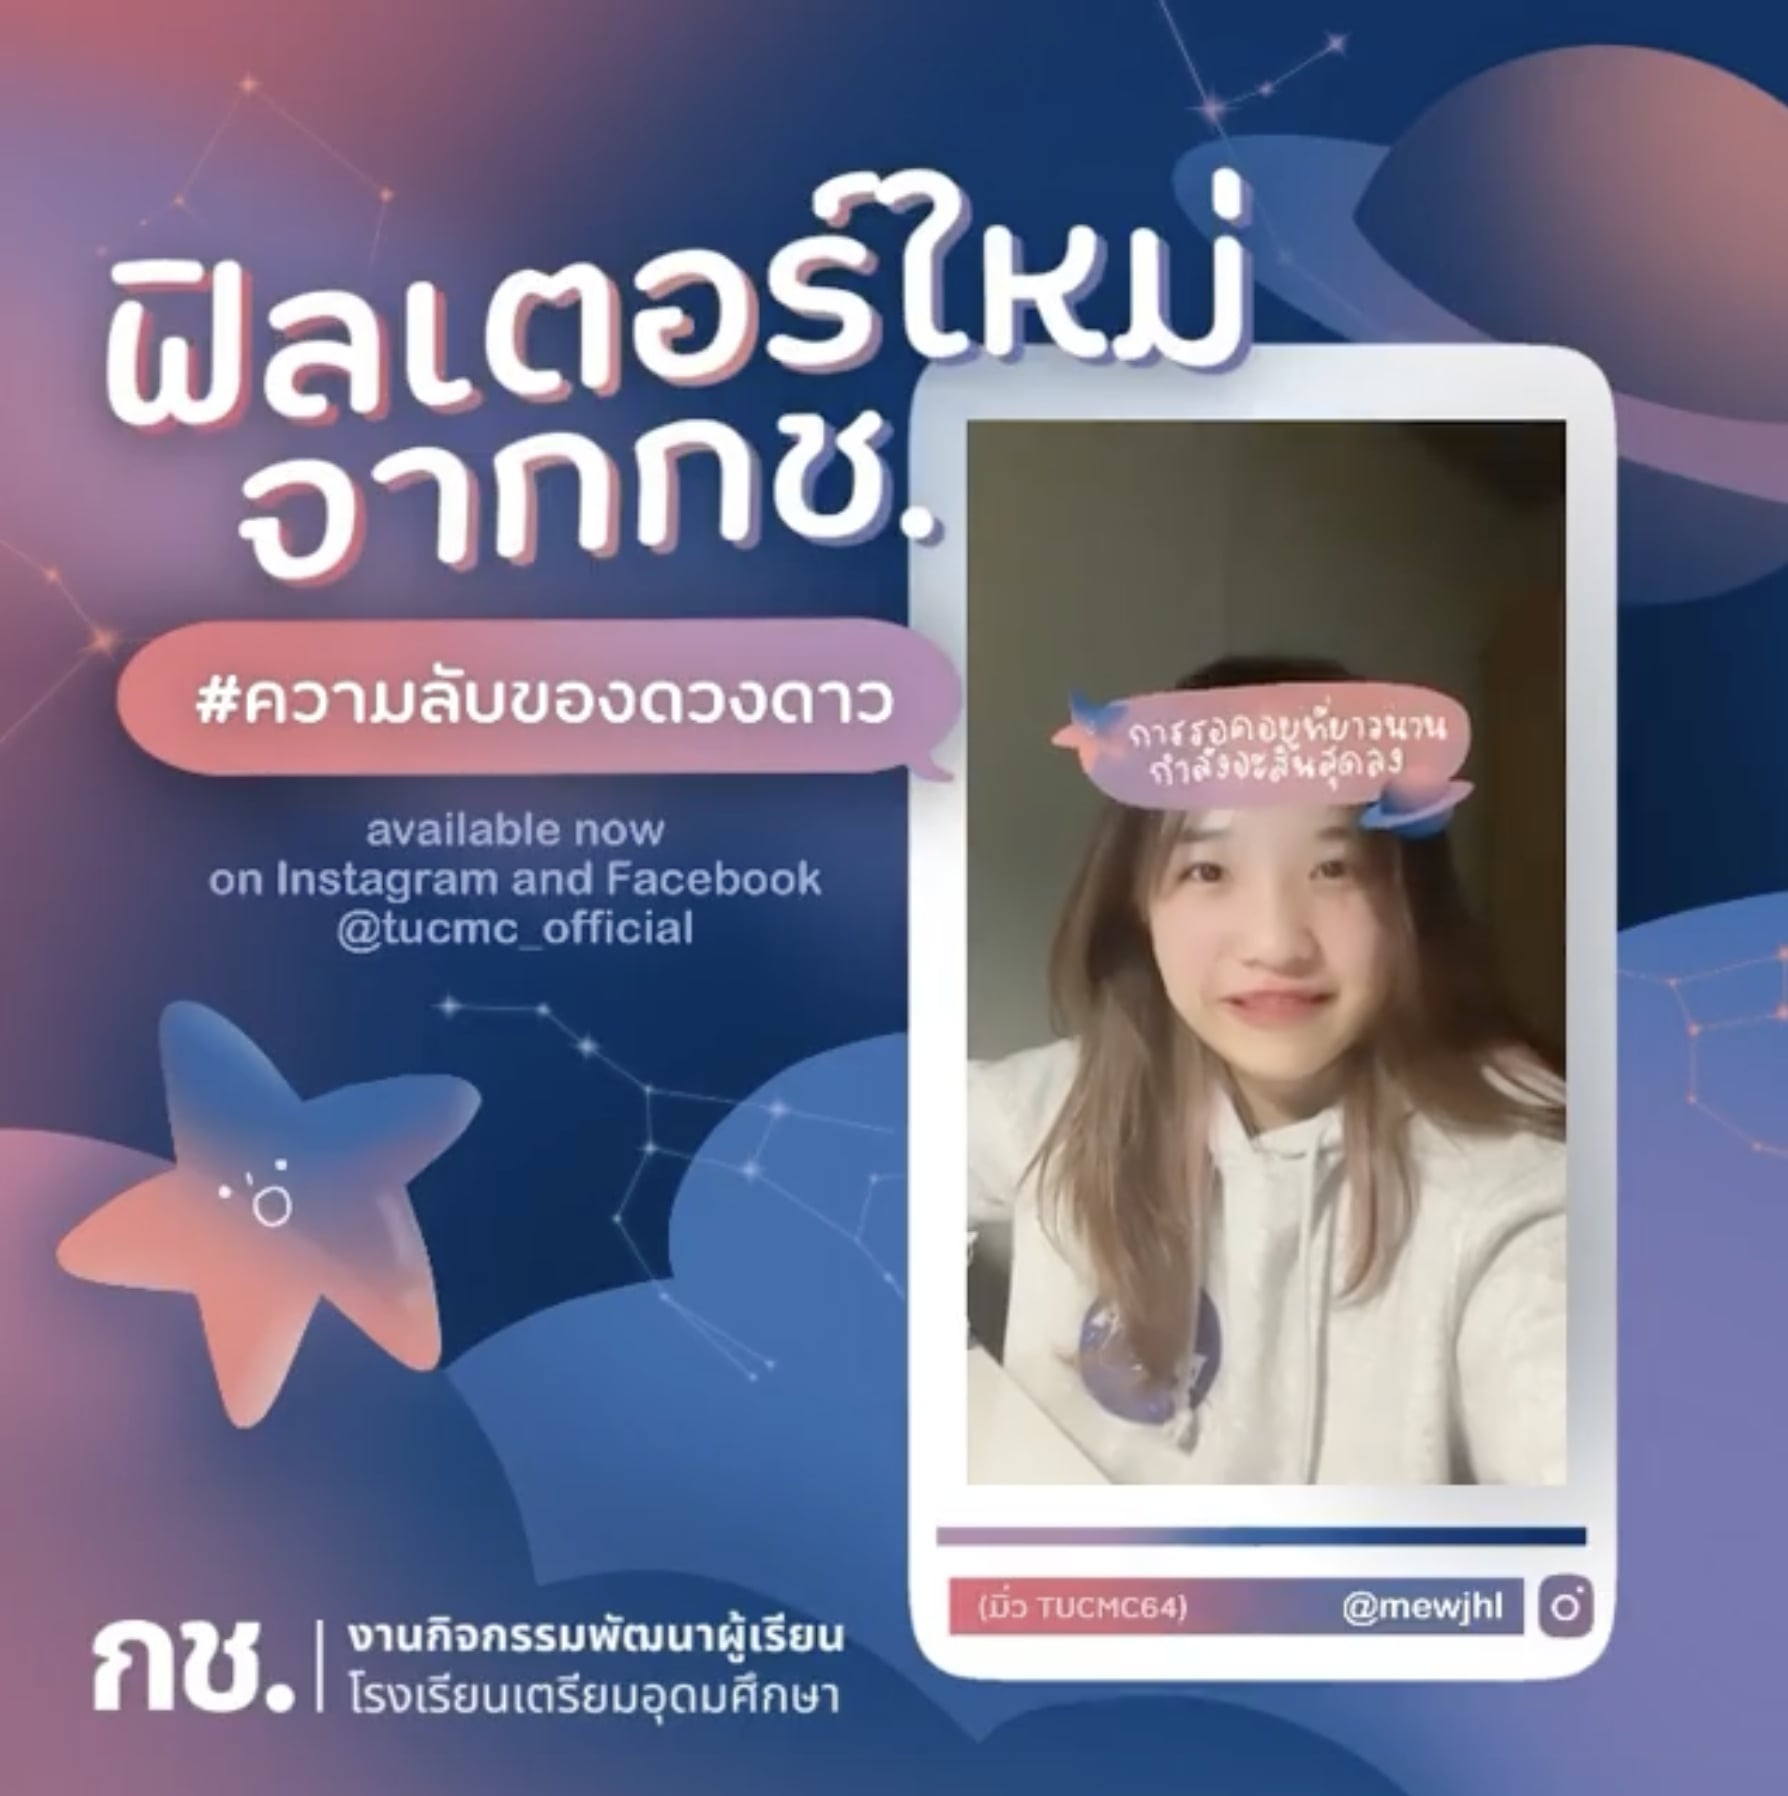 ฟิลเตอร์ใหม่
จากกช.
#ความลับของดวงดาว
available now
on Instagram and Facebook
@tucmc_official
การรอคอยที่ยาวนาน
กำลังจะสิ้นสุดลง
(มิ่ว TUCMC64) @mewjhl
กช. | งานกิจกรรมพัฒนาผู้เรียน
โรงเรียนเตรียมอุดมศึกษา